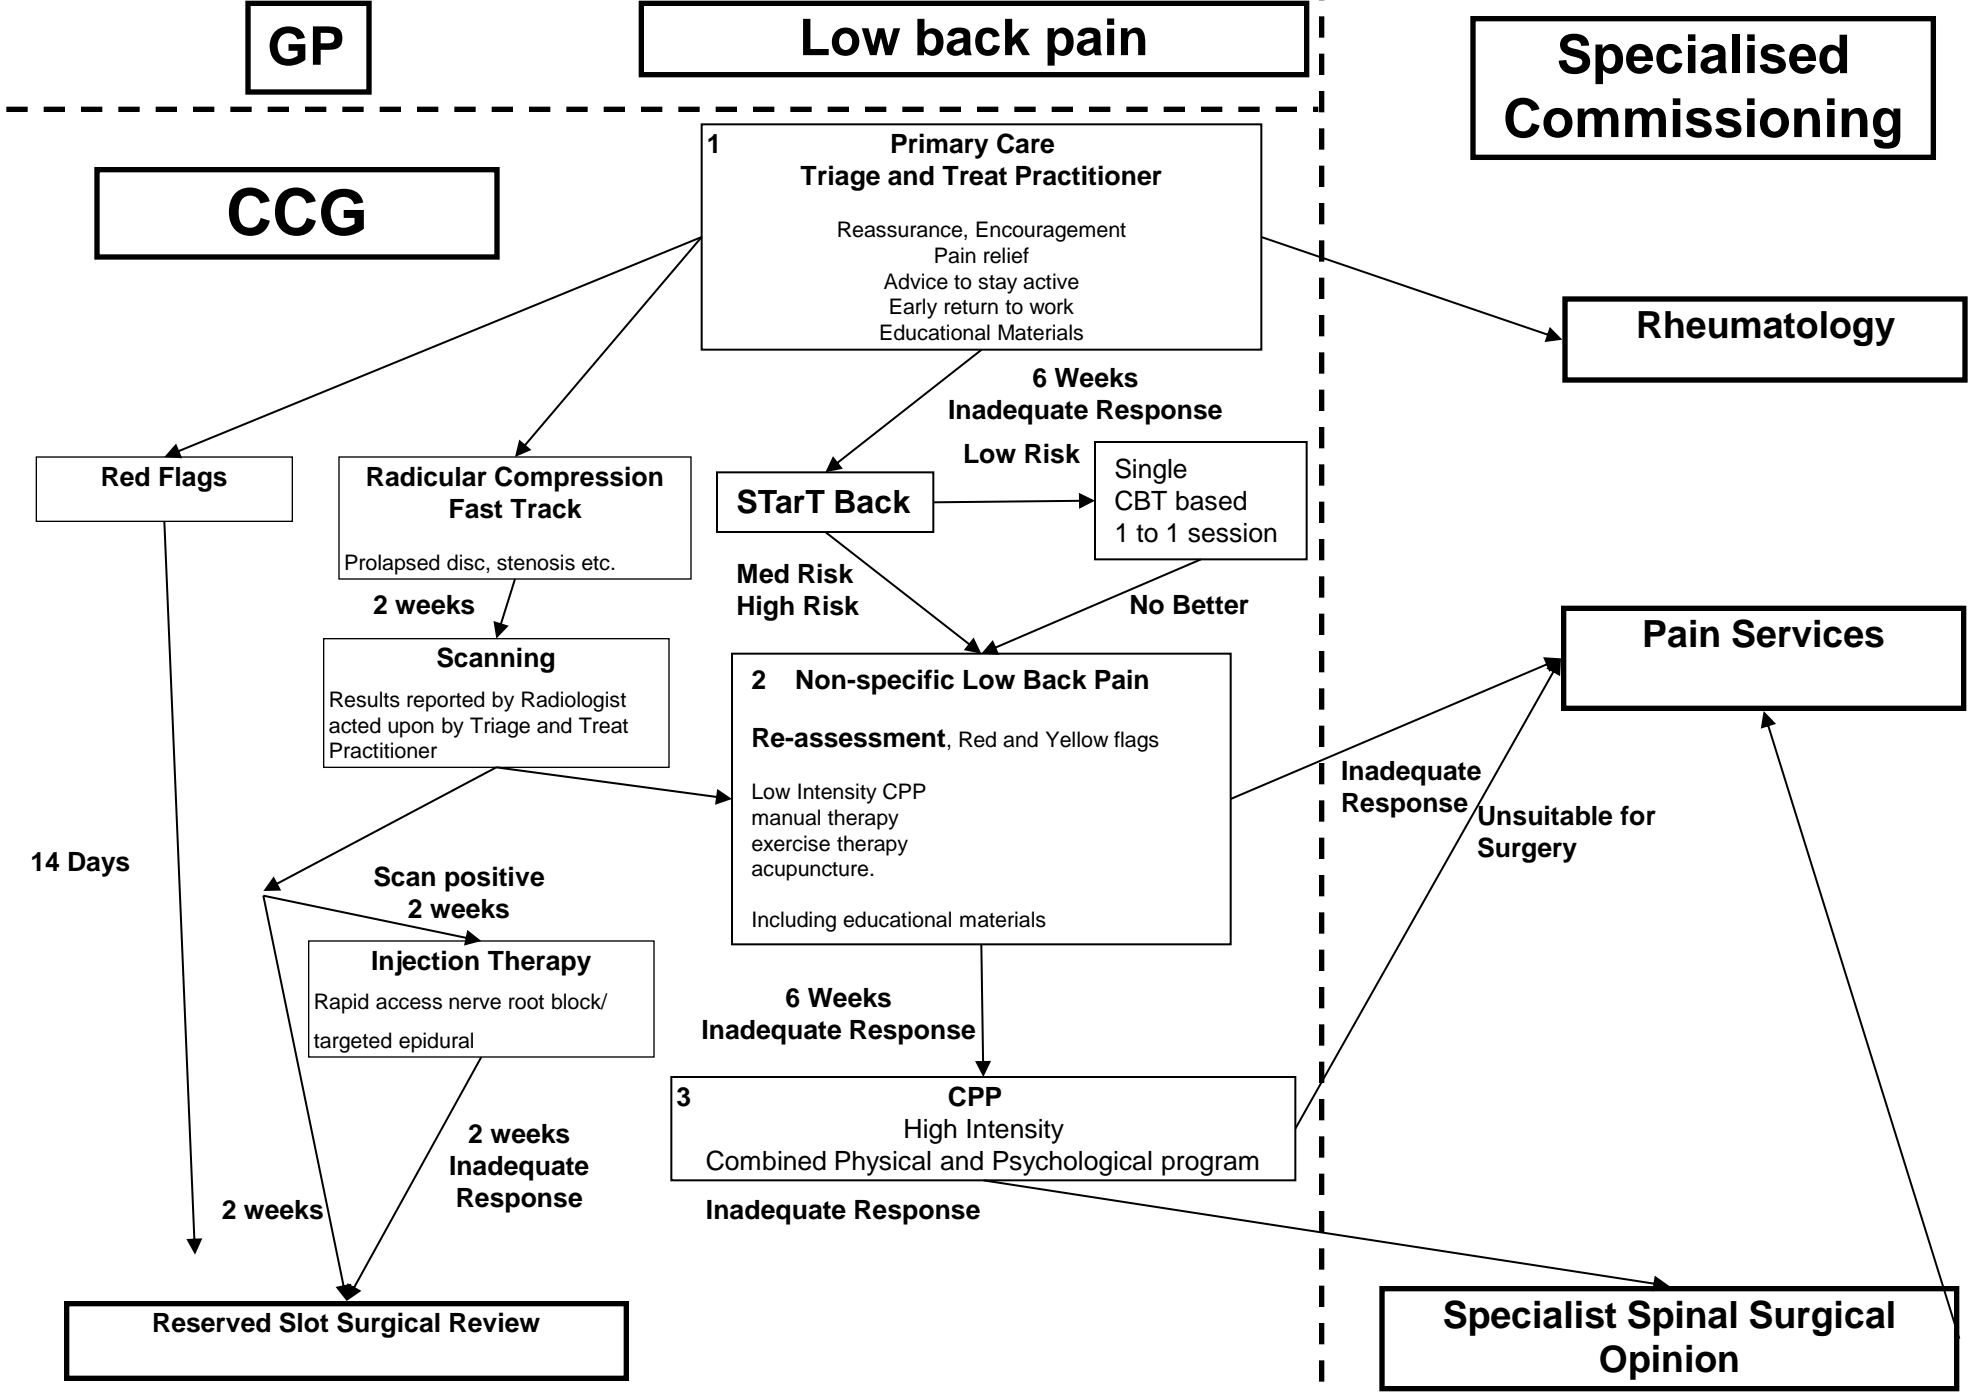 GP
Low back pain
Specialised
Commissioning
CCG
1
Primary Care
Triage and Treat Practitioner
Reassurance, Encouragement
Pain relief
Advice to stay active
Early return to work
Educational Materials
Rheumatology
6 Weeks
Inadequate Response
Red Flags
Radicular Compression
Fast Track
Prolapsed disc, stenosis etc.
STarT Back
Low Risk
Single
CBT based
1 to 1 session
Med Risk
High Risk
No Better
2 weeks
Scanning
Results reported by Radiologist
acted upon by Triage and Treat
Practitioner
2 Non-specific Low Back Pain
Re-assessment, Red and Yellow flags
Low Intensity CPP
manual therapy
exercise therapy
acupuncture.
Including educational materials
Pain Services
Inadequate
Response
Unsuitable for
Surgery
14 Days
Scan positive
2 weeks
Injection Therapy
Rapid access nerve root block/
targeted epidural
6 Weeks
Inadequate Response
3
CPP
High Intensity
Combined Physical and Psychological program
2 weeks
Inadequate
Response
2 weeks
Inadequate Response
Reserved Slot Surgical Review
Specialist Spinal Surgical
Opinion